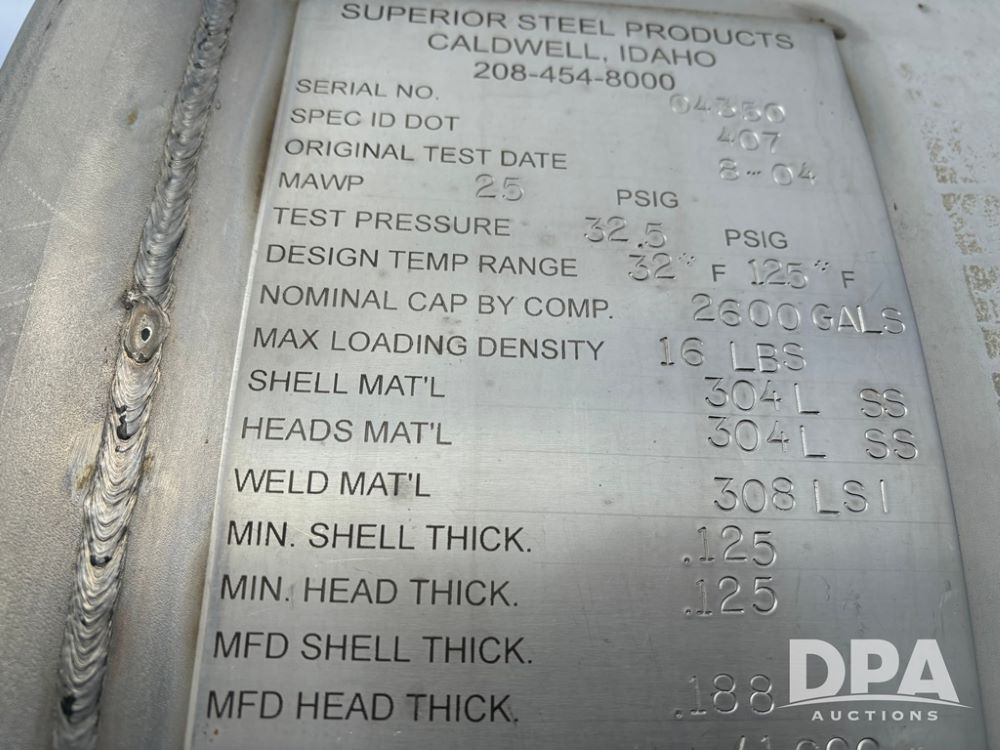 SUPERIOR STEEL PRODUCTS
CALDWELL, IDAHO
208-454-8000
SERIAL NO. 04350
SPEC ID DOT 407
ORIGINAL TEST DATE 8-04
MAWP 25 PSIG
TEST PRESSURE 32.5 PSIG
DESIGN TEMP RANGE 32° F 125° F
NOMINAL CAP BY COMP. 2600 GALS
MAX LOADING DENSITY 16 LBS
SHELL MAT'L 304L SS
HEADS MAT'L 304L SS
WELD MAT'L 308LSI
MIN. SHELL THICK. .125
MIN. HEAD THICK. .125
MFD SHELL THICK.
MFD HEAD THICK. .188
DPA
AUCTIONS